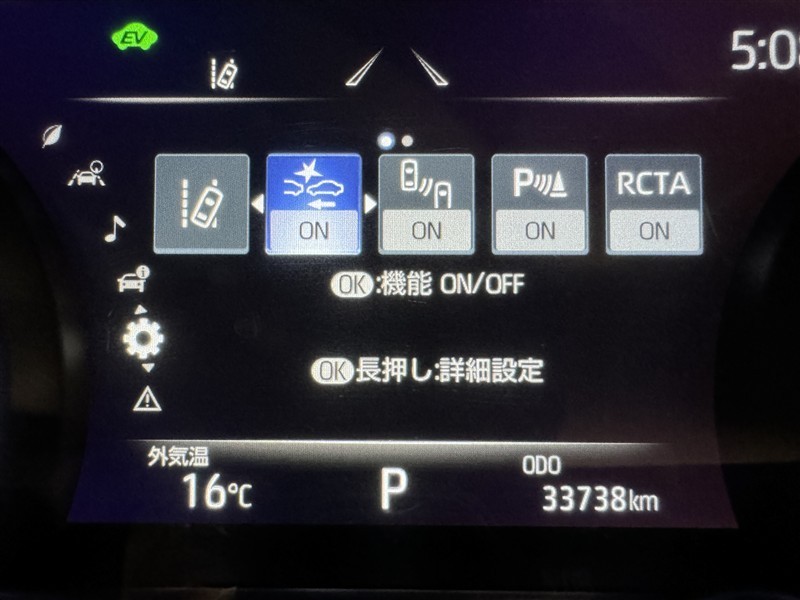 EV
5:08
ON
ON
ON
ON
P
RCTA
OK:機能 ON/OFF
OK長押し:詳細設定
外気温
16℃
P
ODO
33738km